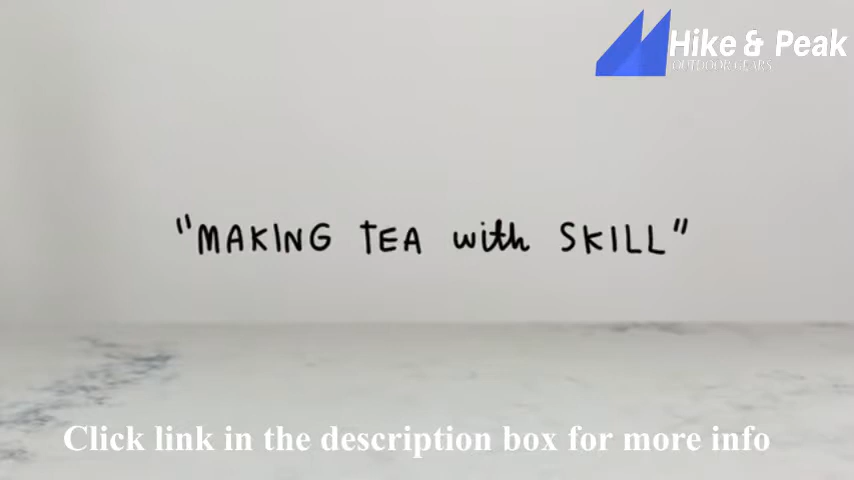 Hike & Peak
OUTDOOR GEARS
"MAKING TEA with SKILL"
Click link in the description box for more info